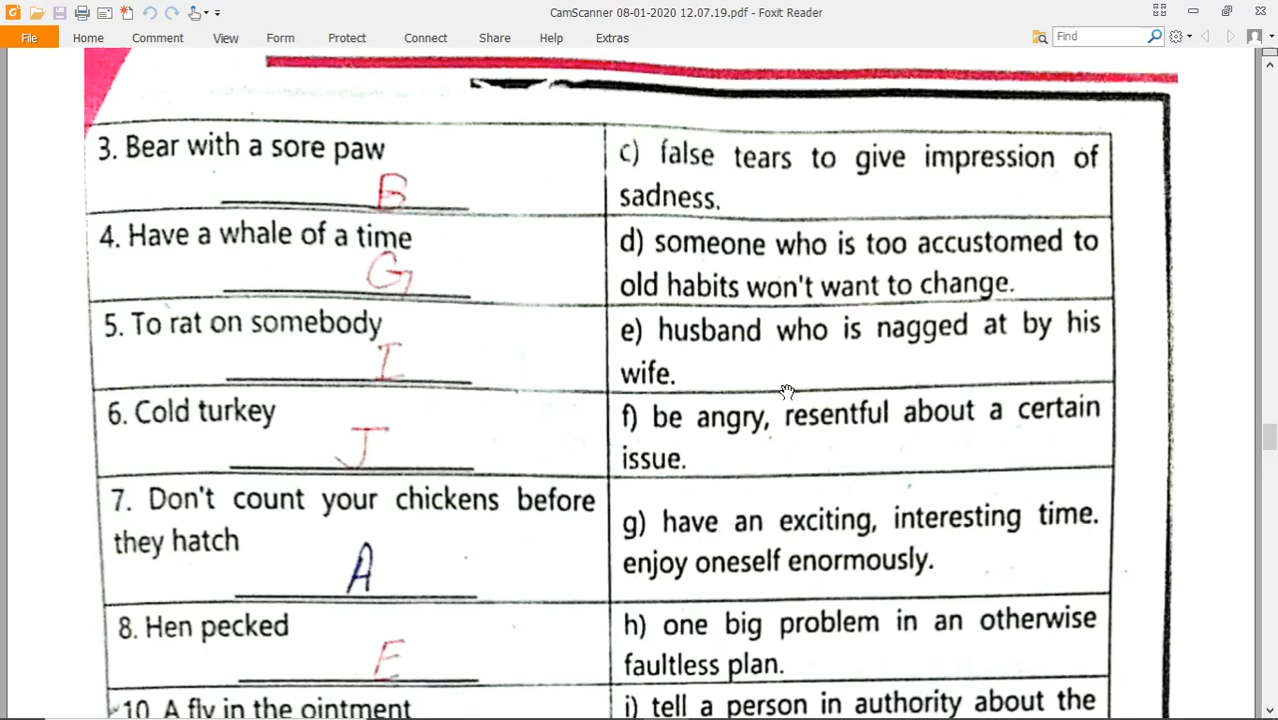 CamScanner 08-01-2020 12.07.19.pdf - Foxit Reader
File Home Comment View Form Protect Connect Share Help Extras
Find
3. Bear with a sore paw
B
c) false tears to give impression of
sadness.
4. Have a whale of a time
G
d) someone who is too accustomed to
old habits won't want to change.
5. To rat on somebody
I
e) husband who is nagged at by his
wife.
6. Cold turkey
J
f) be angry, resentful about a certain
issue.
7. Don't count your chickens before
they hatch
A
g) have an exciting, interesting time.
enjoy oneself enormously.
8. Hen pecked
E
h) one big problem in an otherwise
faultless plan.
10 A fly in the ointment
i) tell a person in authority about the